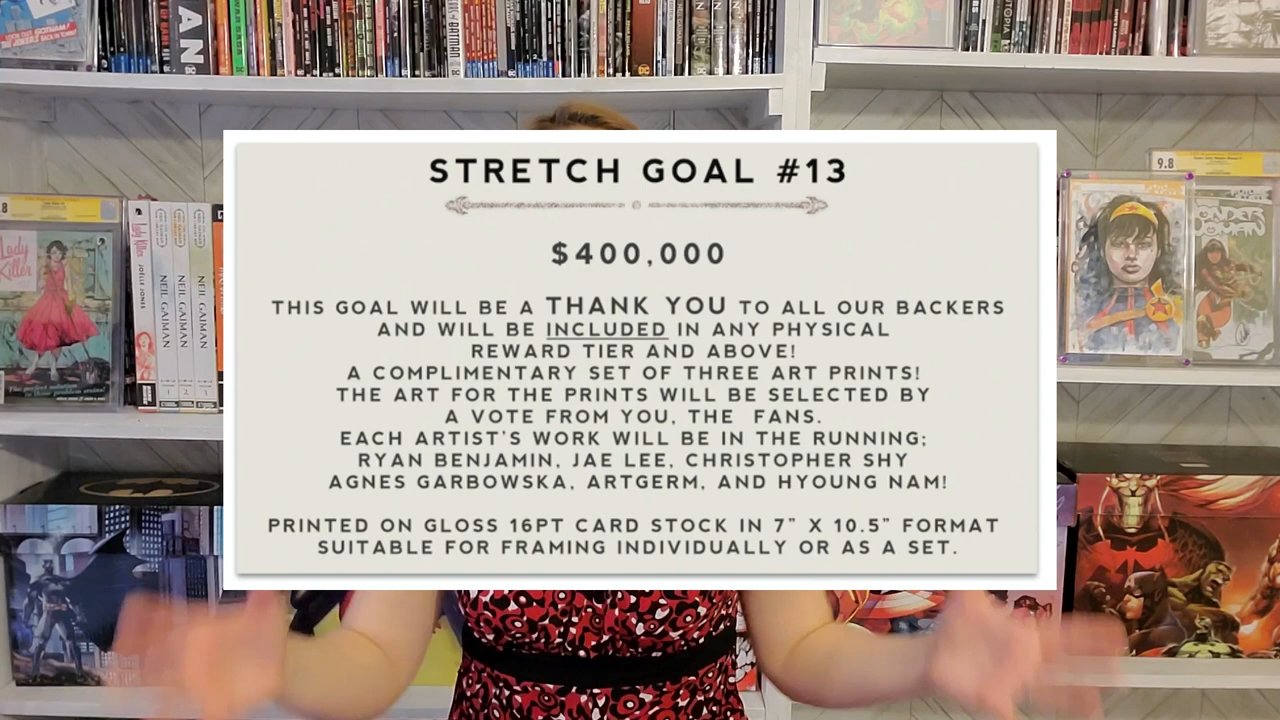 STRETCH GOAL #13
$400,000
THIS GOAL WILL BE A THANK YOU TO ALL OUR BACKERS
AND WILL BE INCLUDED IN ANY PHYSICAL
REWARD TIER AND ABOVE!
A COMPLIMENTARY SET OF THREE ART PRINTS!
THE ART FOR THE PRINTS WILL BE SELECTED BY
A VOTE FROM YOU, THE FANS.
EACH ARTIST'S WORK WILL BE IN THE RUNNING;
RYAN BENJAMIN, JAE LEE, CHRISTOPHER SHY
AGNES GARBOWSKA, ARTGERM, AND HYOUNG NAM!
PRINTED ON GLOSS 16PT CARD STOCK IN 7" X 10.5" FORMAT
SUITABLE FOR FRAMING INDIVIDUALLY OR AS A SET.
BATMAN
Lady
Killer
JOËLLE JONES
NEIL GAIMAN
NEIL GAIMAN
NEIL GAIMAN
9.8